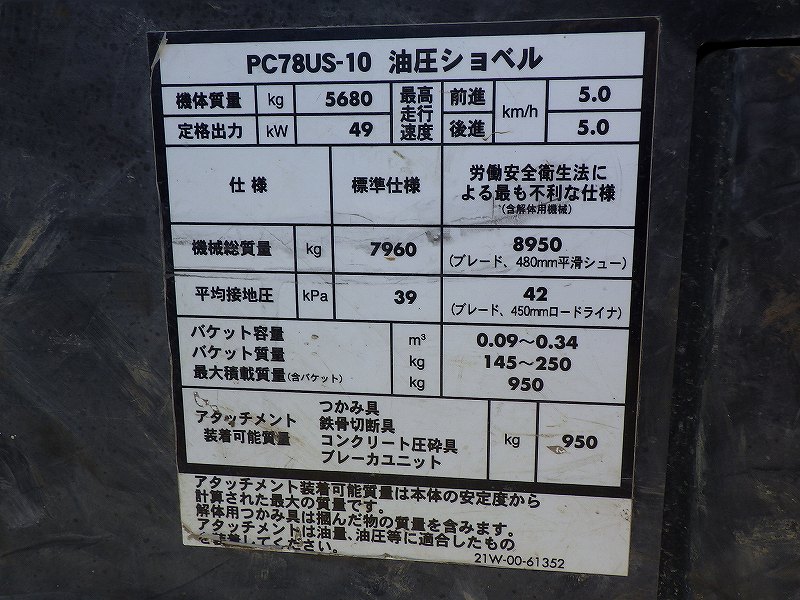 PC78US-10 油圧ショベル
機体質量 kg 5680 最高走行速度 前進 km/h 5.0
定格出力 kW 49 後進 5.0
仕様 標準仕様 労働安全衛生法に
よる最も不利な仕様
(含解体用機械)
機械総質量 kg 7960 8950
(ブレード、480mm平滑シュー)
平均接地圧 kPa 39 42
(ブレード、450mmロードライナ)
バケット容量 m³ 0.09～0.34
バケット質量 kg 145～250
最大積載質量(含バケット) kg 950
アタッチメント
装着可能質量
つかみ具
鉄骨切断具
コンクリート圧砕具
ブレーカユニット
kg 950
アタッチメント装着可能質量は本体の安定度から
計算された最大の質量です。
解体用つかみ具は掴んだ物の質量を含みます。
アタッチメントは油量、油圧等に適合したもの
を装着してください。
21W-00-61352